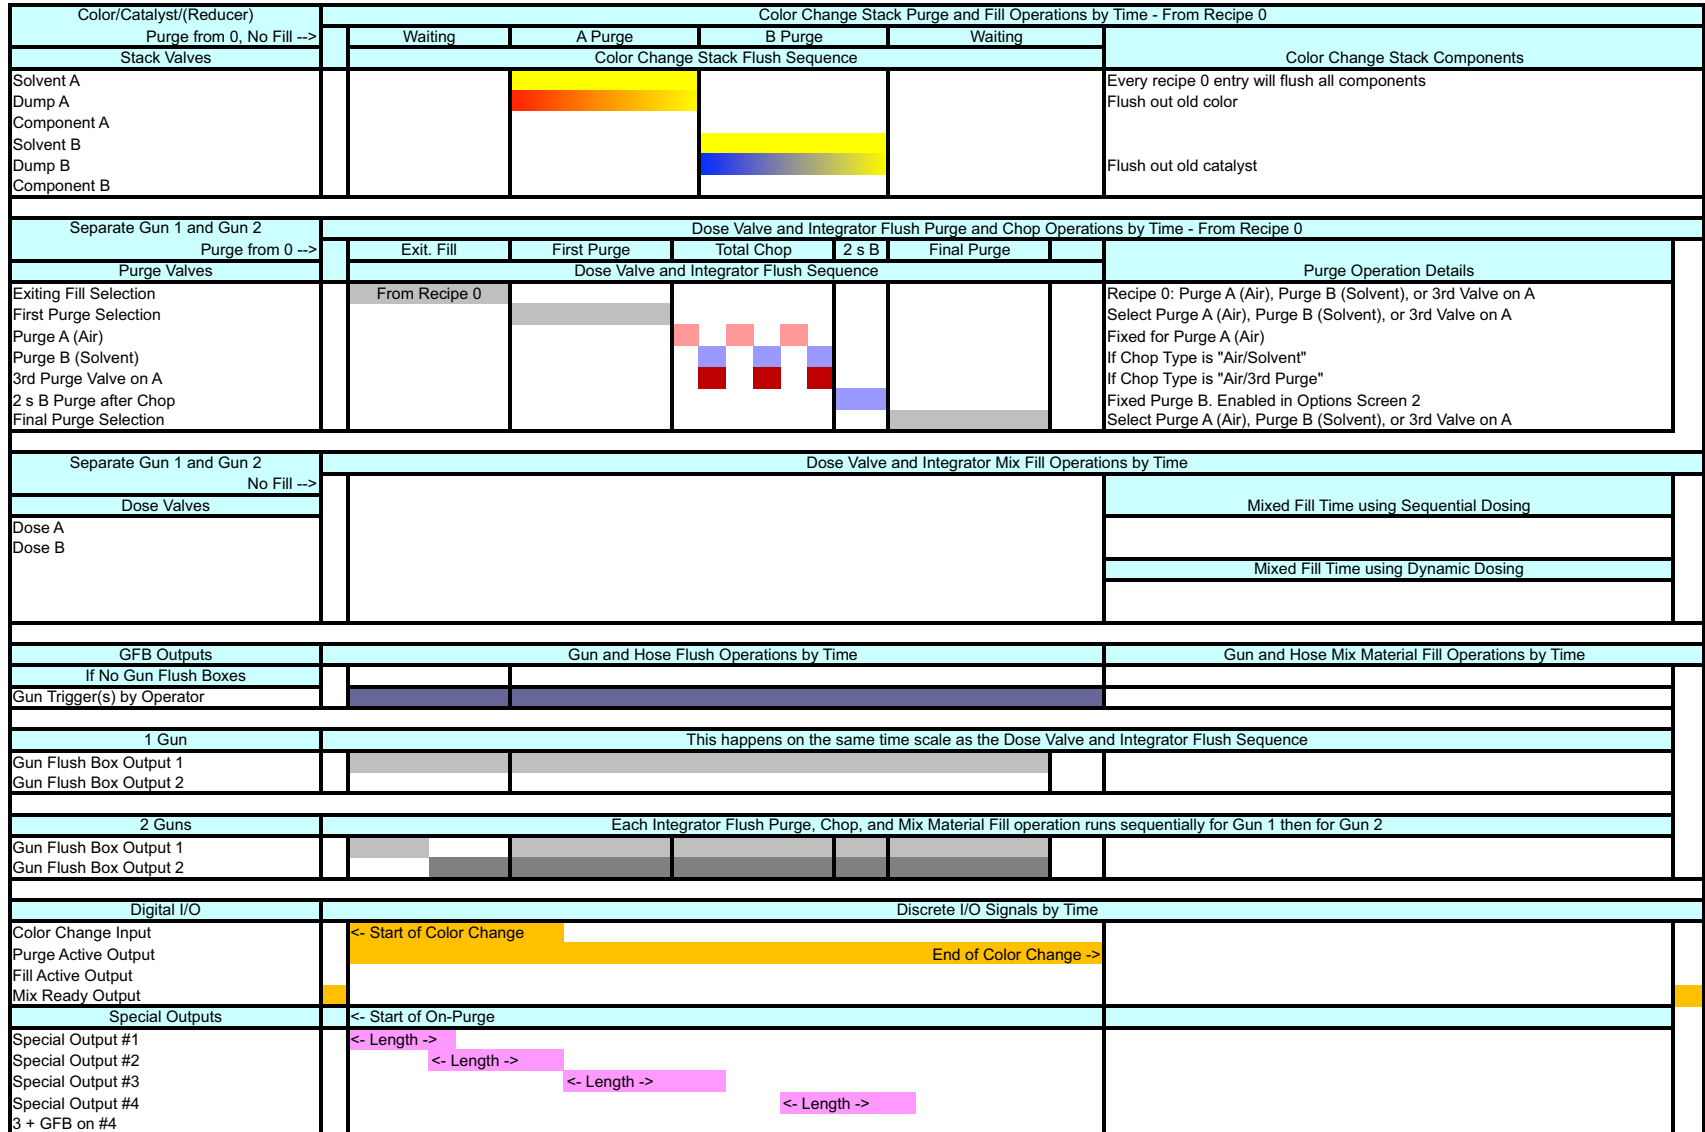 Color/Catalyst/(Reducer)
Color Change Stack Purge and Fill Operations by Time - From Recipe 0
Purge from 0, No Fill -->
Waiting
A Purge
B Purge
Waiting
Stack Valves
Color Change Stack Flush Sequence
Color Change Stack Components
Solvent A
Every recipe 0 entry will flush all components
Dump A
Flush out old color
Component A
Solvent B
Dump B
Flush out old catalyst
Component B
Separate Gun 1 and Gun 2
Dose Valve and Integrator Flush Purge and Chop Operations by Time - From Recipe 0
Purge from 0 -->
Exit. Fill
First Purge
Total Chop
2 s B
Final Purge
Purge Valves
Dose Valve and Integrator Flush Sequence
Purge Operation Details
Exiting Fill Selection
From Recipe 0
Recipe 0: Purge A (Air), Purge B (Solvent), or 3rd Valve on A
First Purge Selection
Select Purge A (Air), Purge B (Solvent), or 3rd Valve on A
Purge A (Air)
Fixed for Purge A (Air)
Purge B (Solvent)
If Chop Type is "Air/Solvent"
3rd Purge Valve on A
If Chop Type is "Air/3rd Purge"
2 s B Purge after Chop
Fixed Purge B. Enabled in Options Screen 2
Final Purge Selection
Select Purge A (Air), Purge B (Solvent), or 3rd Valve on A
Separate Gun 1 and Gun 2
Dose Valve and Integrator Mix Fill Operations by Time
No Fill -->
Dose Valves
Mixed Fill Time using Sequential Dosing
Dose A
Dose B
Mixed Fill Time using Dynamic Dosing
GFB Outputs
Gun and Hose Flush Operations by Time
Gun and Hose Mix Material Fill Operations by Time
If No Gun Flush Boxes
Gun Trigger(s) by Operator
1 Gun
This happens on the same time scale as the Dose Valve and Integrator Flush Sequence
Gun Flush Box Output 1
Gun Flush Box Output 2
2 Guns
Each Integrator Flush Purge, Chop, and Mix Material Fill operation runs sequentially for Gun 1 then for Gun 2
Gun Flush Box Output 1
Gun Flush Box Output 2
Digital I/O
Discrete I/O Signals by Time
Color Change Input
<- Start of Color Change
Purge Active Output
End of Color Change ->
Fill Active Output
Mix Ready Output
Special Outputs
<- Start of On-Purge
Special Output #1
<- Length ->
Special Output #2
<- Length ->
Special Output #3
<- Length ->
Special Output #4
<- Length ->
3 + GFB on #4